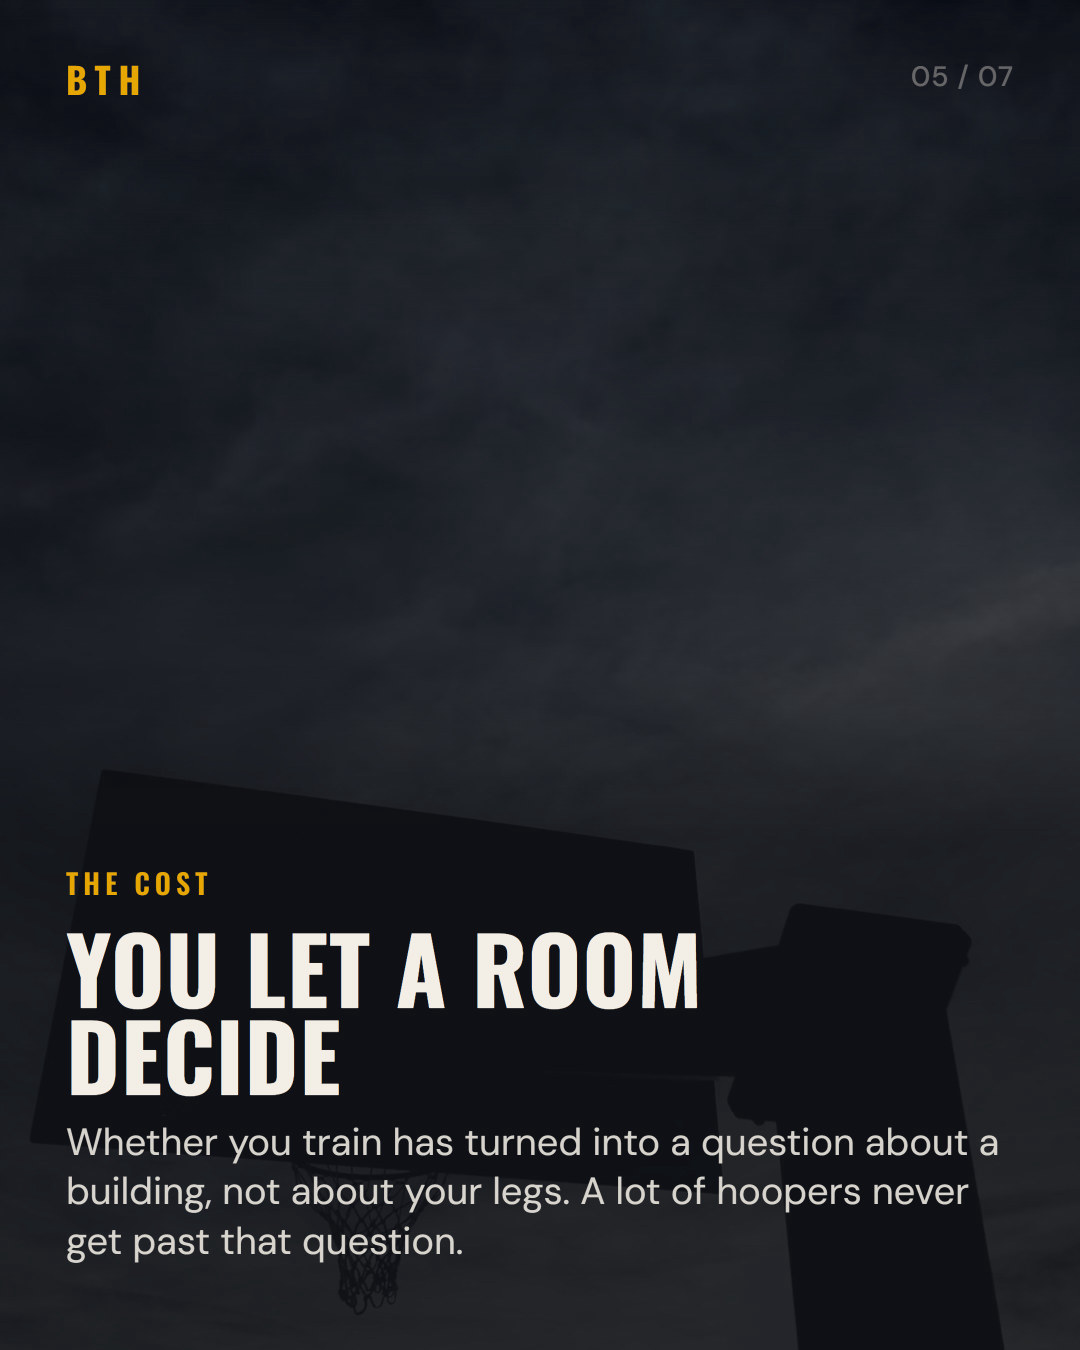 BTH
05 / 07
THE COST
YOU LET A ROOM
DECIDE
Whether you train has turned into a question about a
building, not about your legs. A lot of hoopers never
get past that question.